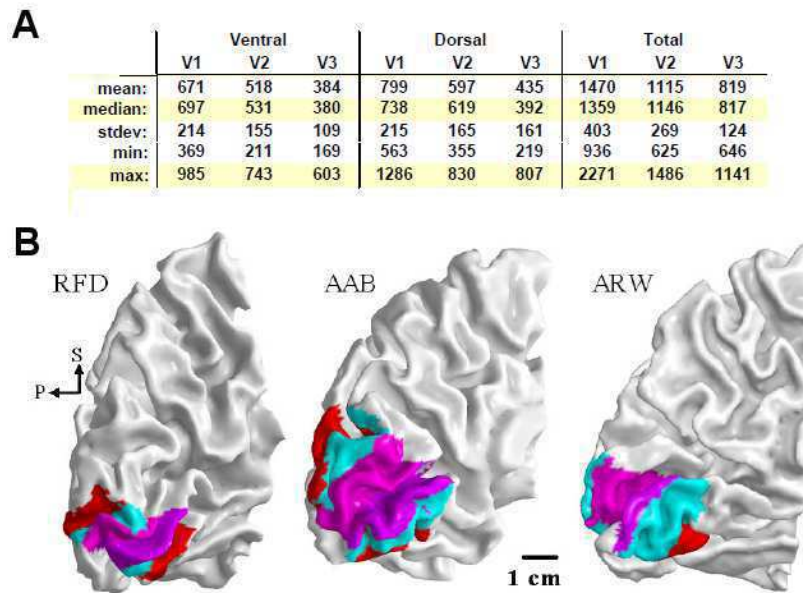 A
Ventral Dorsal Total
V1 V2 V3 V1 V2 V3 V1 V2 V3
mean: 671 518 384 799 597 435 1470 1115 819
median: 697 531 380 738 619 392 1359 1146 817
stdev: 214 155 109 215 165 161 403 269 124
min: 369 211 169 563 355 219 936 625 646
max: 985 743 603 1286 830 807 2271 1486 1141
B
RFD AAB ARW
S
P
1 cm